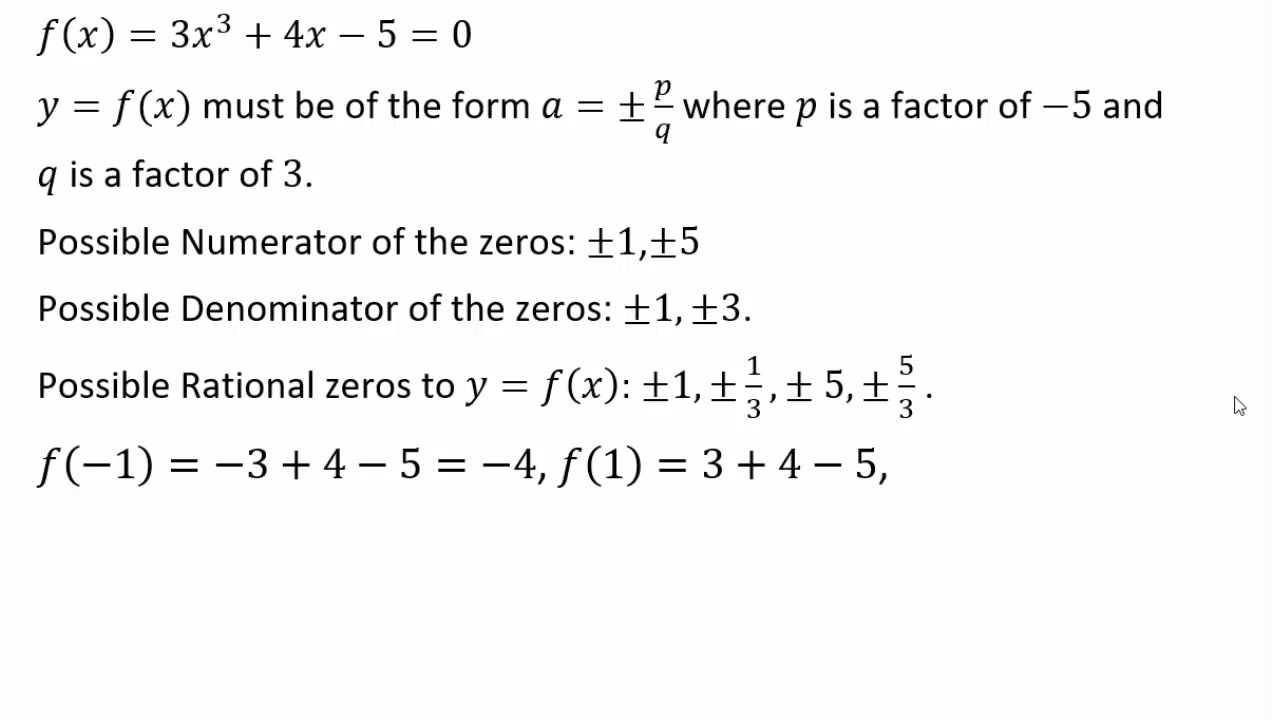 f(x) = 3x³ + 4x − 5 = 0
y = f(x) must be of the form a = ± p/q where p is a factor of −5 and
q is a factor of 3.
Possible Numerator of the zeros: ±1,±5
Possible Denominator of the zeros: ±1, ±3.
Possible Rational zeros to y = f(x): ±1, ± 1/3 , ± 5, ± 5/3 .
f(−1) = −3 + 4 − 5 = −4, f(1) = 3 + 4 − 5,